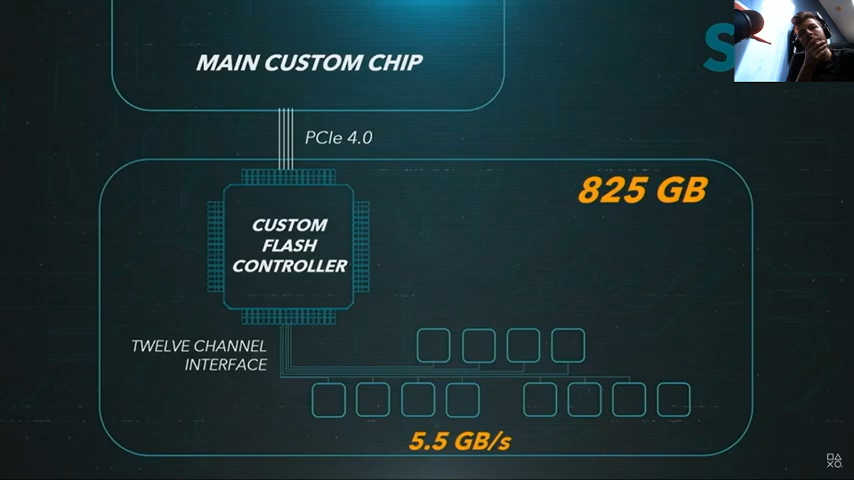 S
MAIN CUSTOM CHIP
PCIe 4.0
825 GB
CUSTOM
FLASH
CONTROLLER
TWELVE CHANNEL
INTERFACE
5.5 GB/s